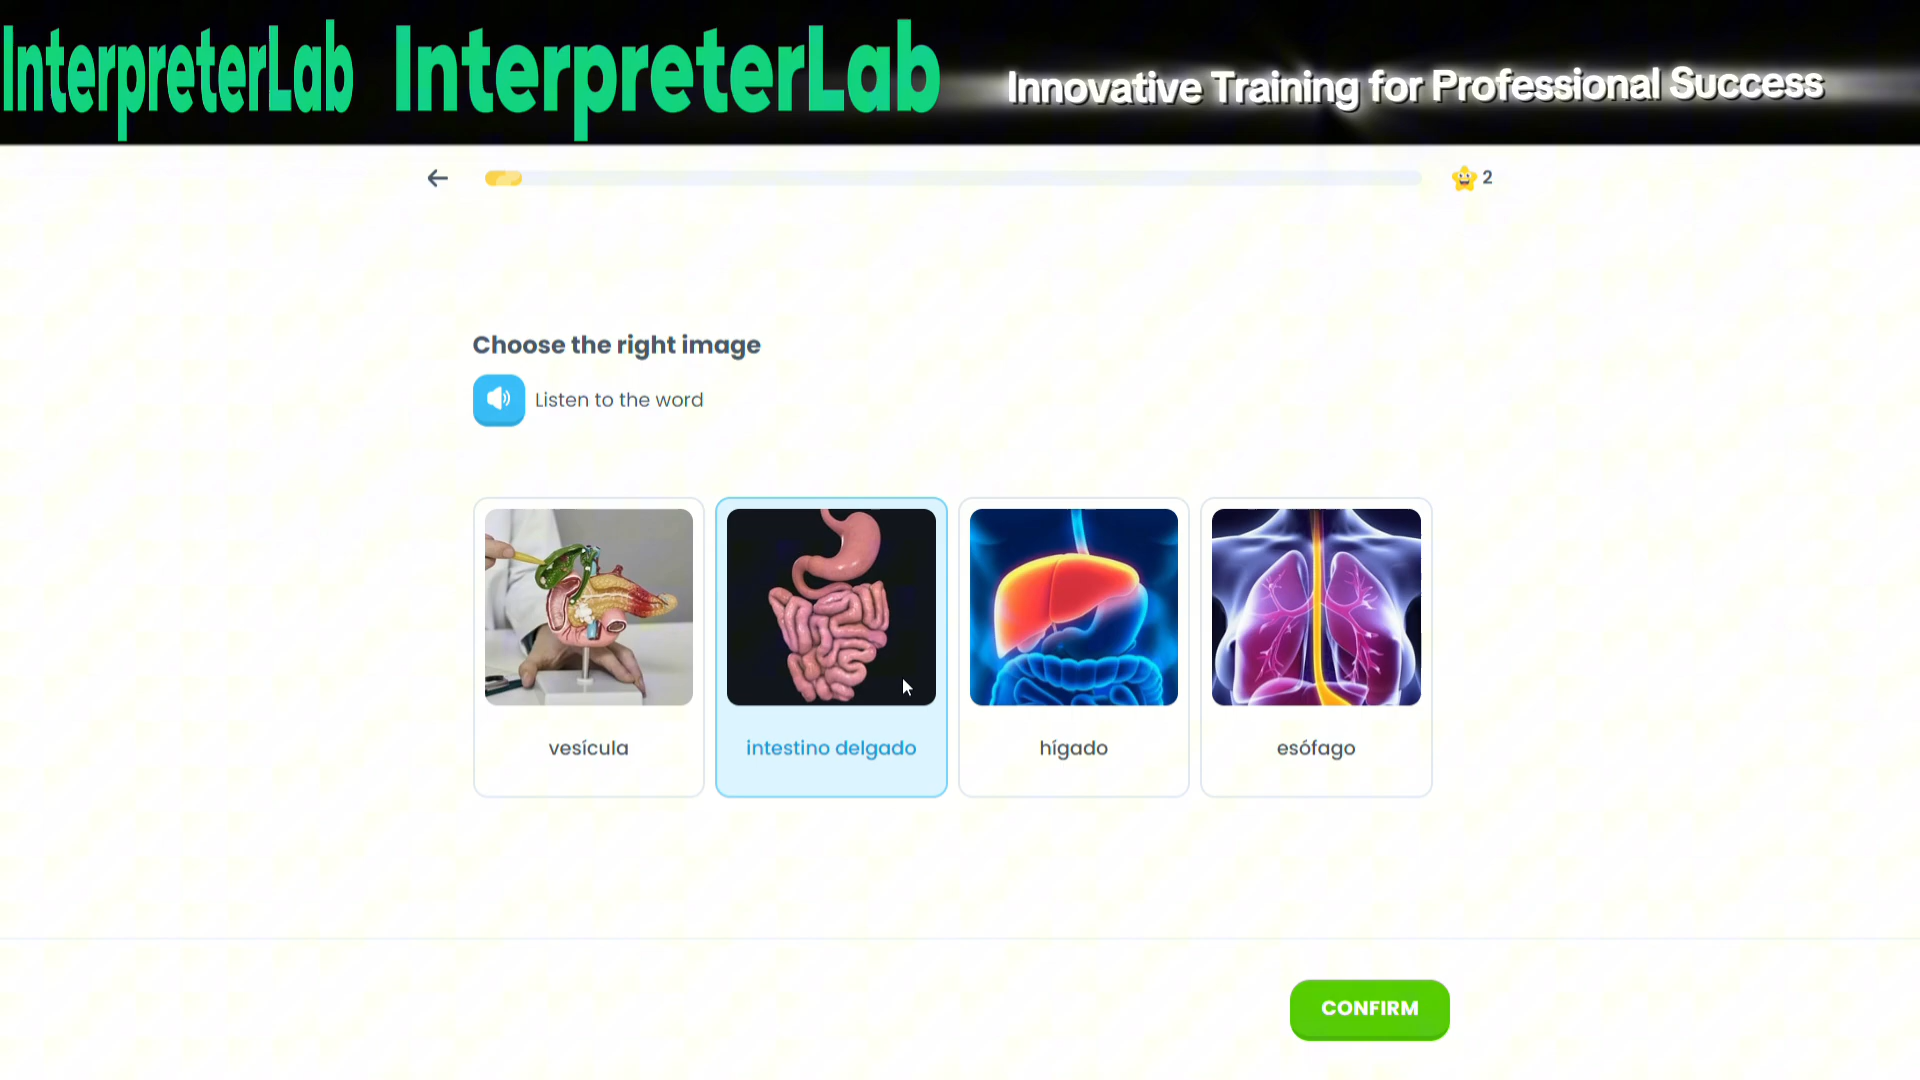 InterpreterLab InterpreterLab Innovative Training for Professional Success
2
Choose the right image
Listen to the word
vesícula
intestino delgado
hígado
esófago
CONFIRM